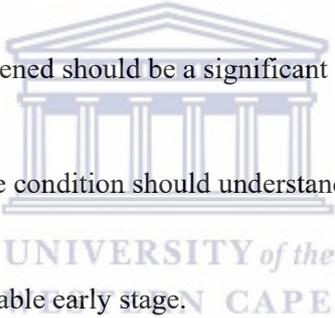 ened should be a significant
e condition should understand
UNIVERSITY of the
able early stage.
WESTERN CAPE